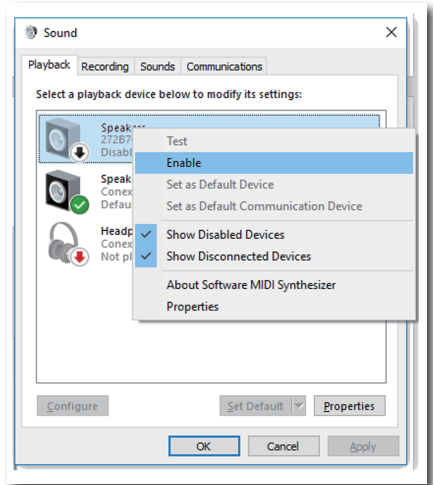 Sound
Playback Recording Sounds Communications
Select a playback device below to modify its settings:
Speakers
272B7
Disabl
Speak
Conex
Defau
Headp
Conex
Not pl
Test
Enable
Set as Default Device
Set as Default Communication Device
Show Disabled Devices
Show Disconnected Devices
About Software MIDI Synthesizer
Properties
Configure Set Default Properties
OK Cancel Apply